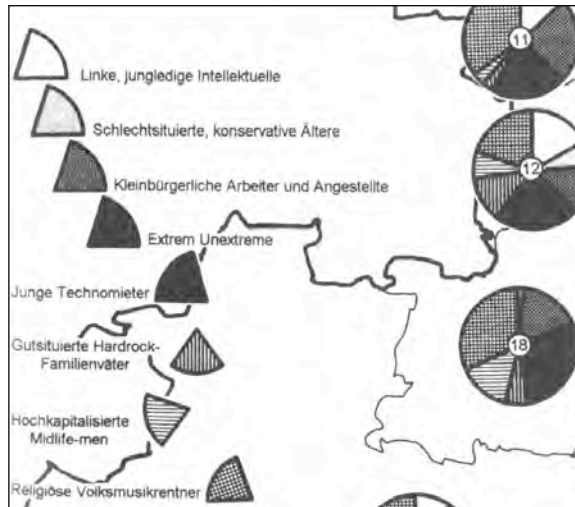 11
Linke, jungledige Intellektuelle
Schlechtsituierte, konservative Ältere
12
Kleinbürgerliche Arbeiter und Angestellte
Extrem Unextreme
Junge Technomieter
18
Gutsituierte Hardrock-
Familienväter
Hochkapitalisierte
Midlife-men
Religiöse Volksmusikrentner